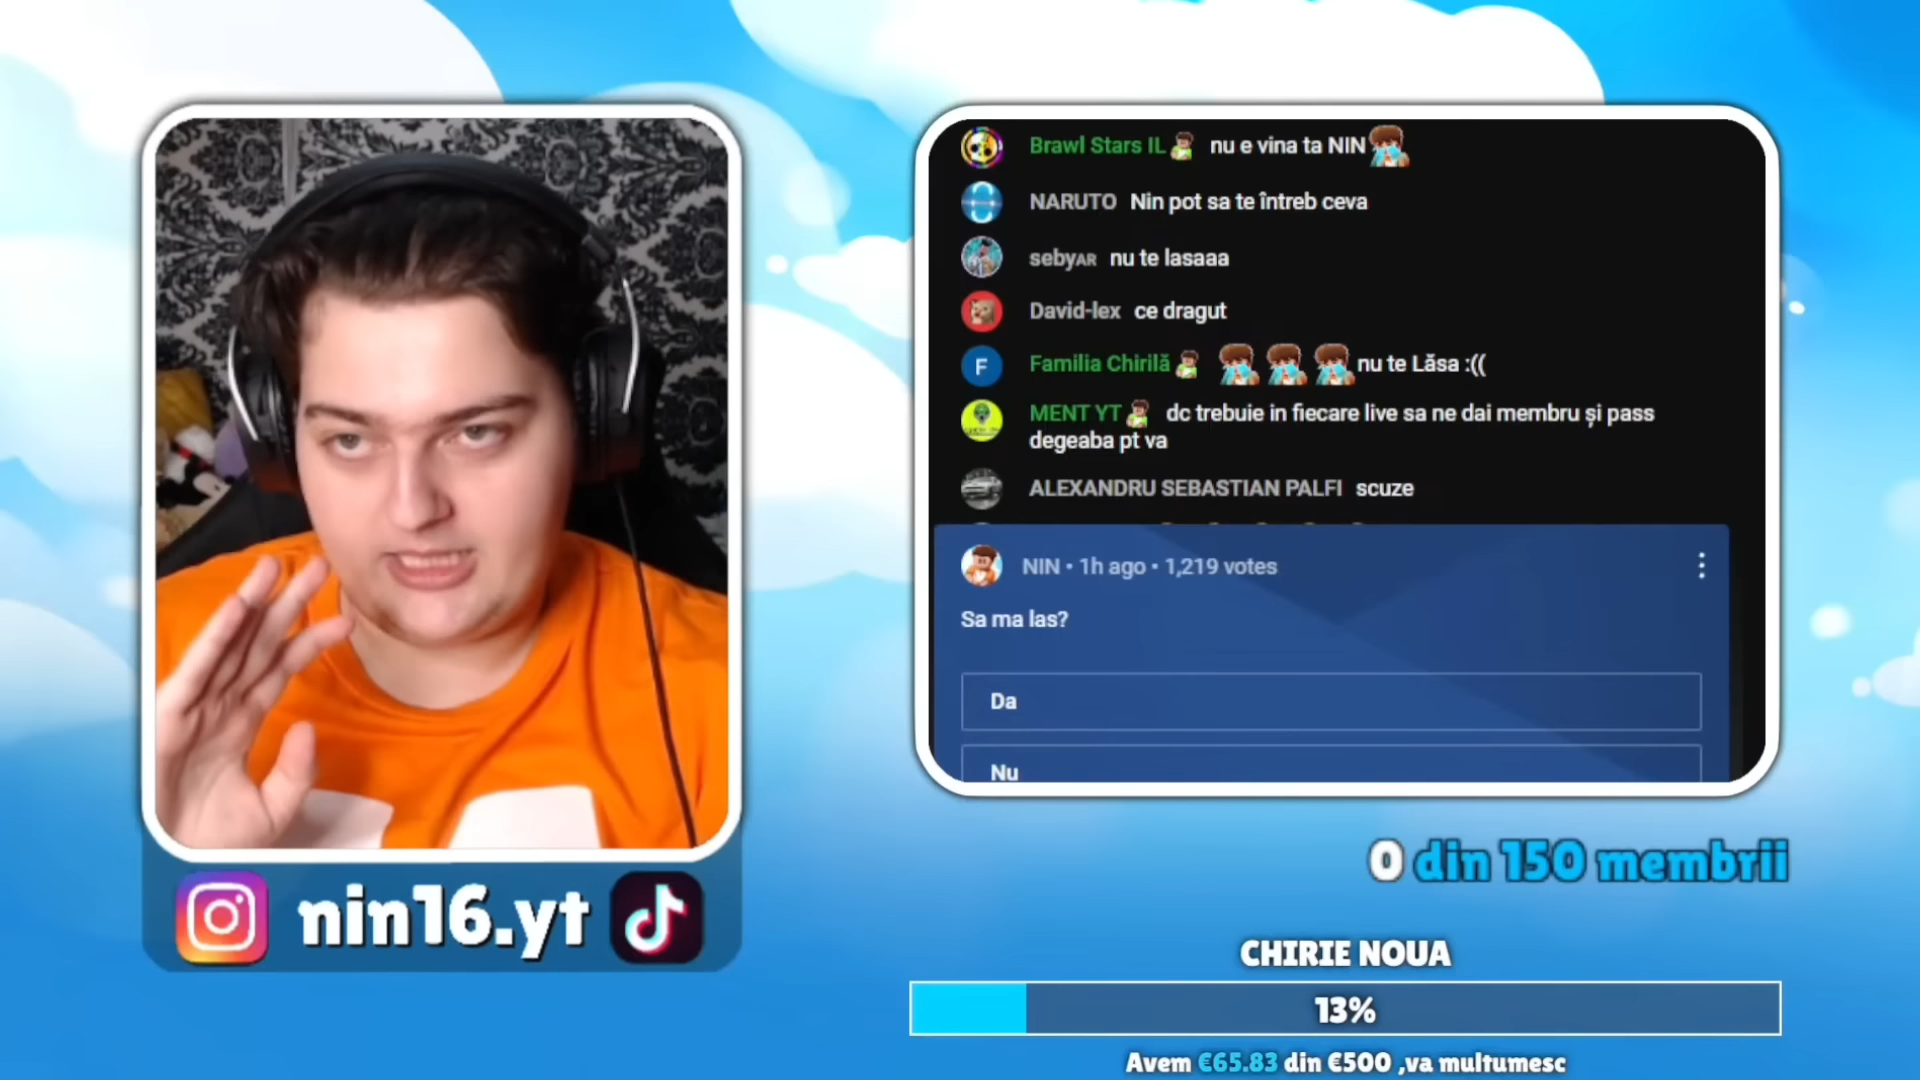 Brawl Stars IL nu e vina ta NIN
NARUTO Nin pot sa te întreb ceva
sebyAR nu te lasaaa
David-lex ce dragut
F Familia Chirilă nu te Lăsa :((
MENT YT dc trebuie in fiecare live sa ne dai membru și pass
degeaba pt va
ALEXANDRU SEBASTIAN PALFI scuze
NIN • 1h ago • 1,219 votes
Sa ma las?
Da
Nu
nin16.yt
0 din 150 membrii
CHIRIE NOUA
13%
Avem €65.83 din €500 ,va multumesc